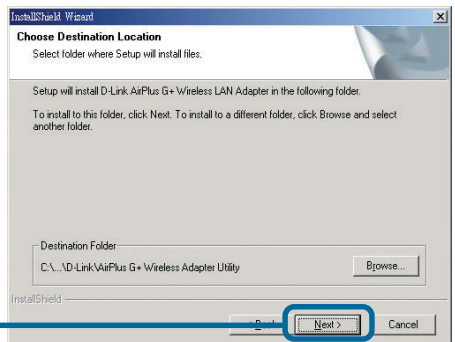 InstallShield Wizard
Choose Destination Location
Select folder where Setup will install files.
Setup will install D-Link AirPlus G+ Wireless LAN Adapter in the following folder.
To install to this folder, click Next. To install to a different folder, click Browse and select
another folder.
Destination Folder
C:\...\D-Link\AirPlus G+ Wireless Adapter Utility
Browse...
InstallShield
Next >
Cancel